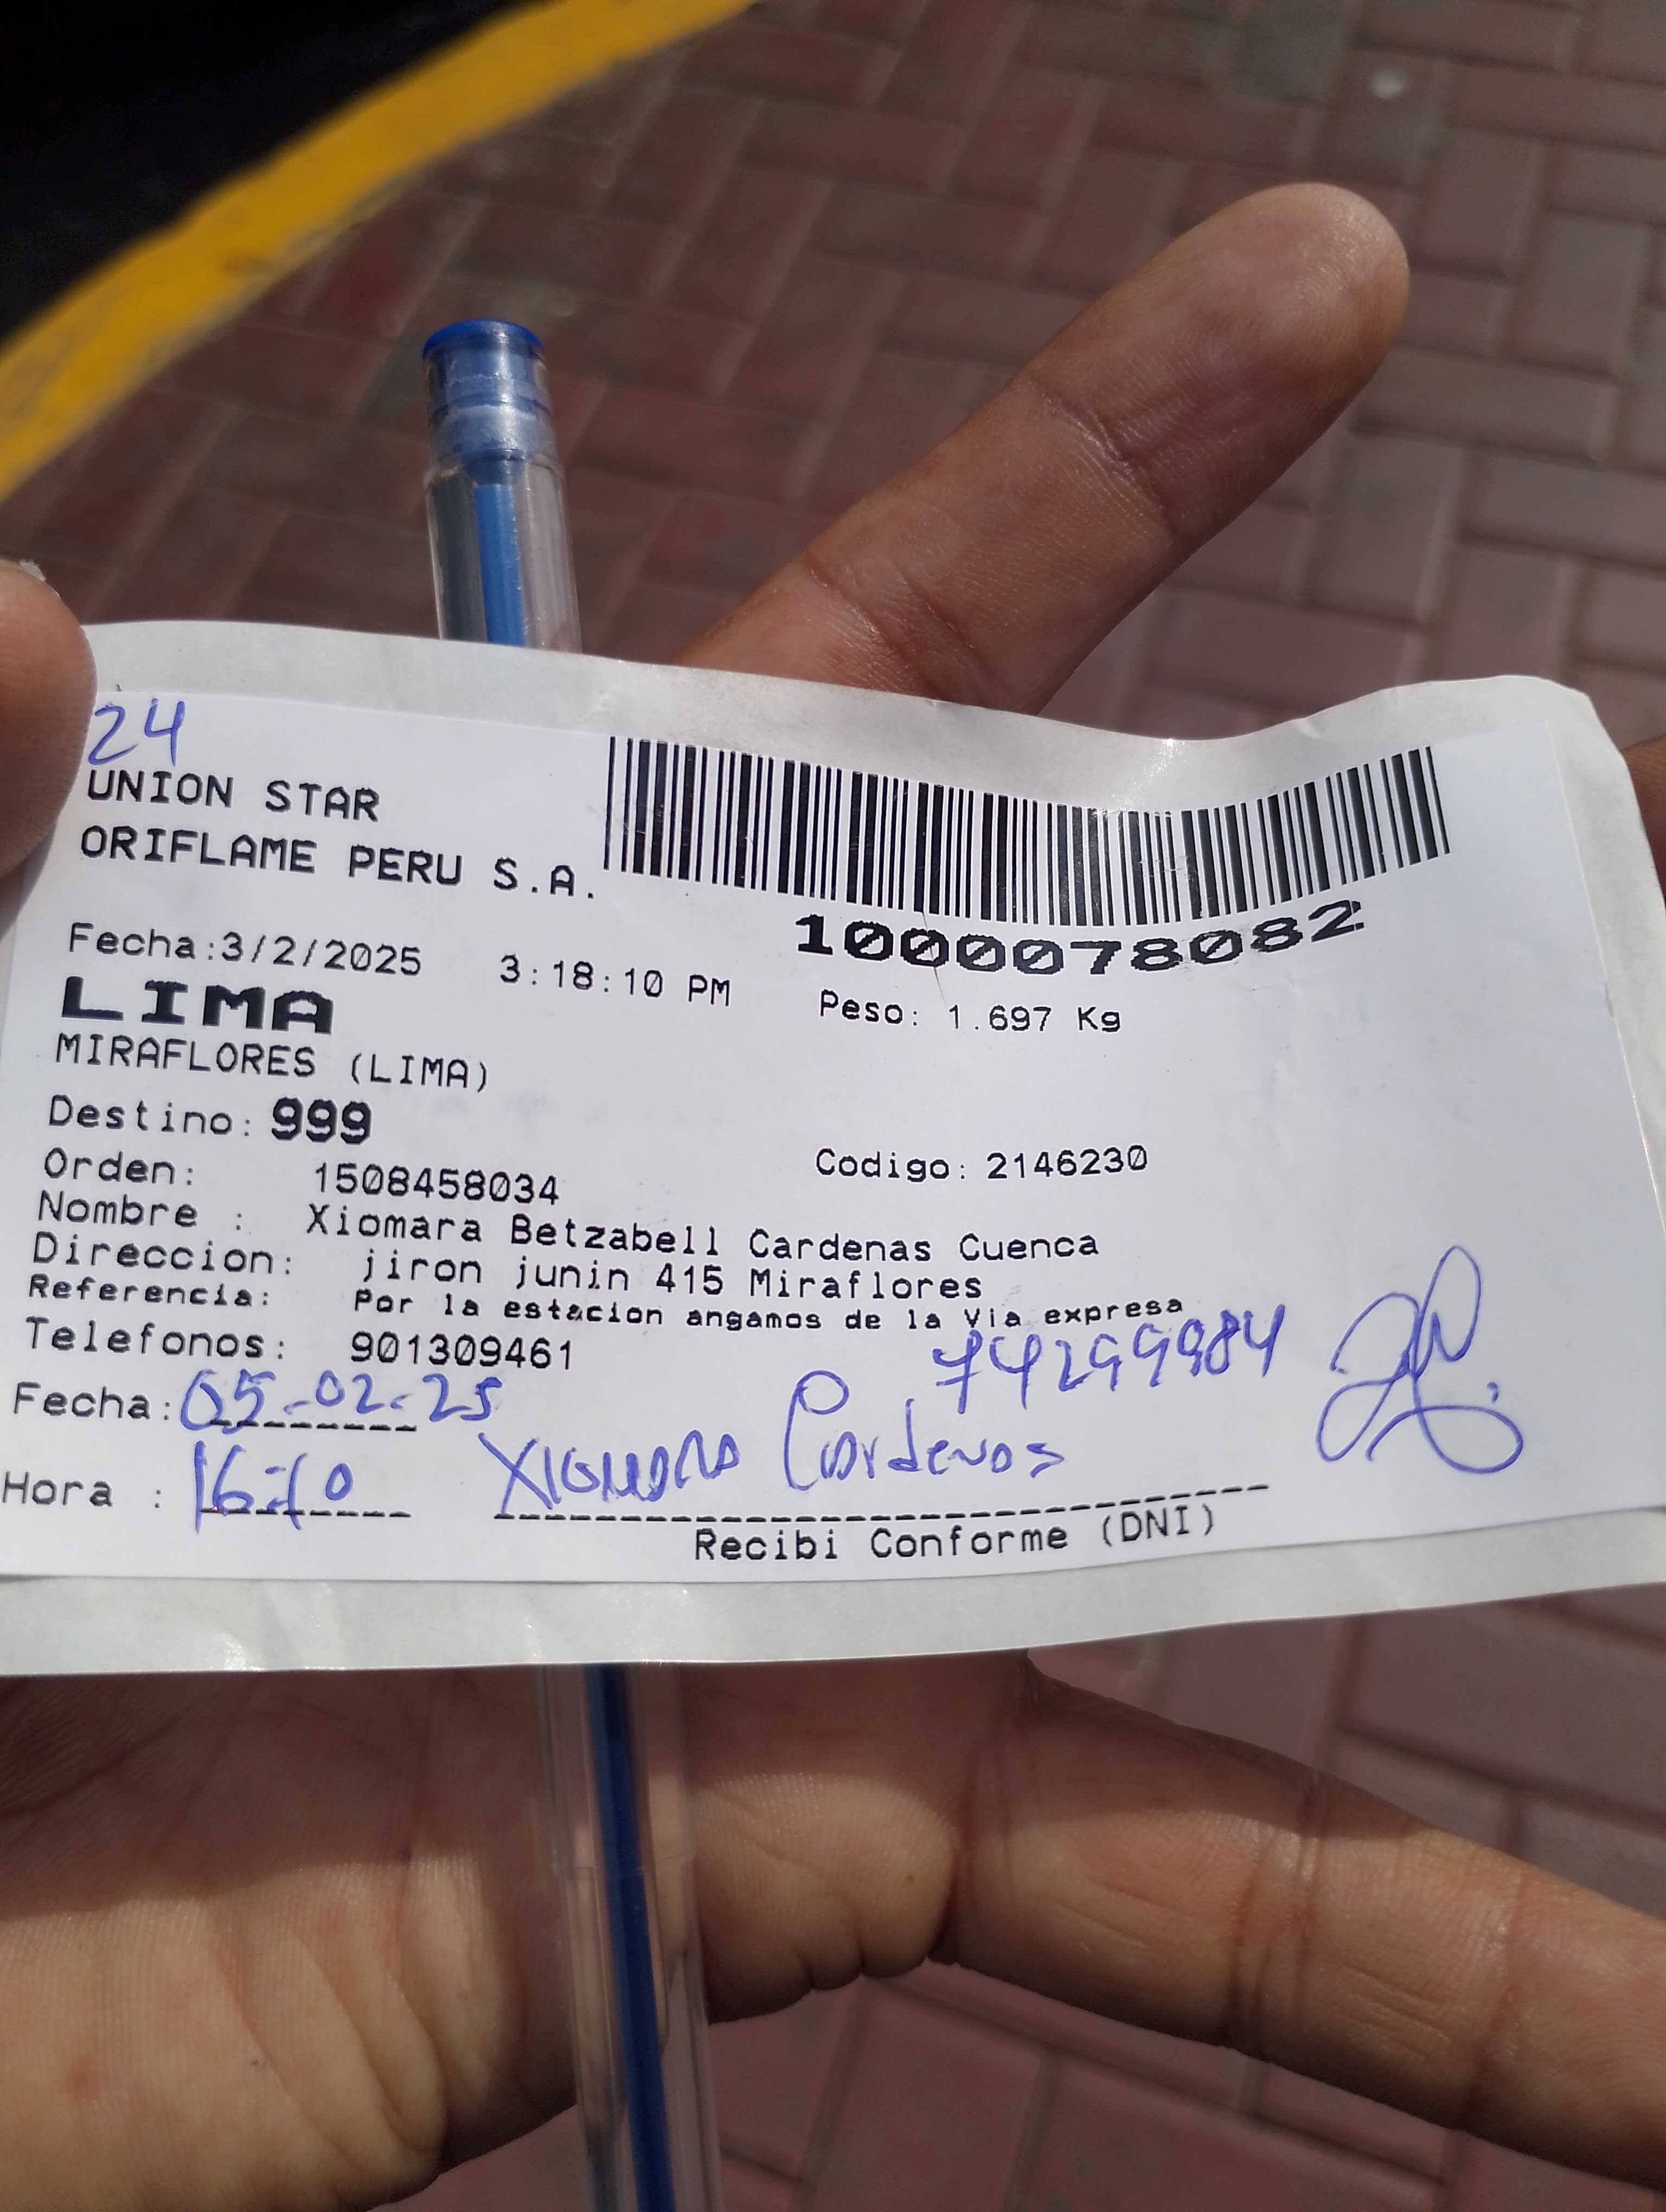 24
UNION STAR
ORIFLAME PERU S.A.
1000078082
Fecha:3/2/2025 3:18:10 PM
Peso: 1.697 Kg
LIMA
MIRAFLORES (LIMA)
Destino: 999
Orden: 1508458034 Codigo: 2146230
Nombre : Xiomara Betzabell Cardenas Cuenca
Direccion: jiron junin 415 Miraflores
Referencia: Por la estacion angamos de la Via expresa
Telefonos: 901309461
74299984
Fecha: 05-02-25
Hora : 16:10 Xiomara Cardenas
Recibi Conforme (DNI)